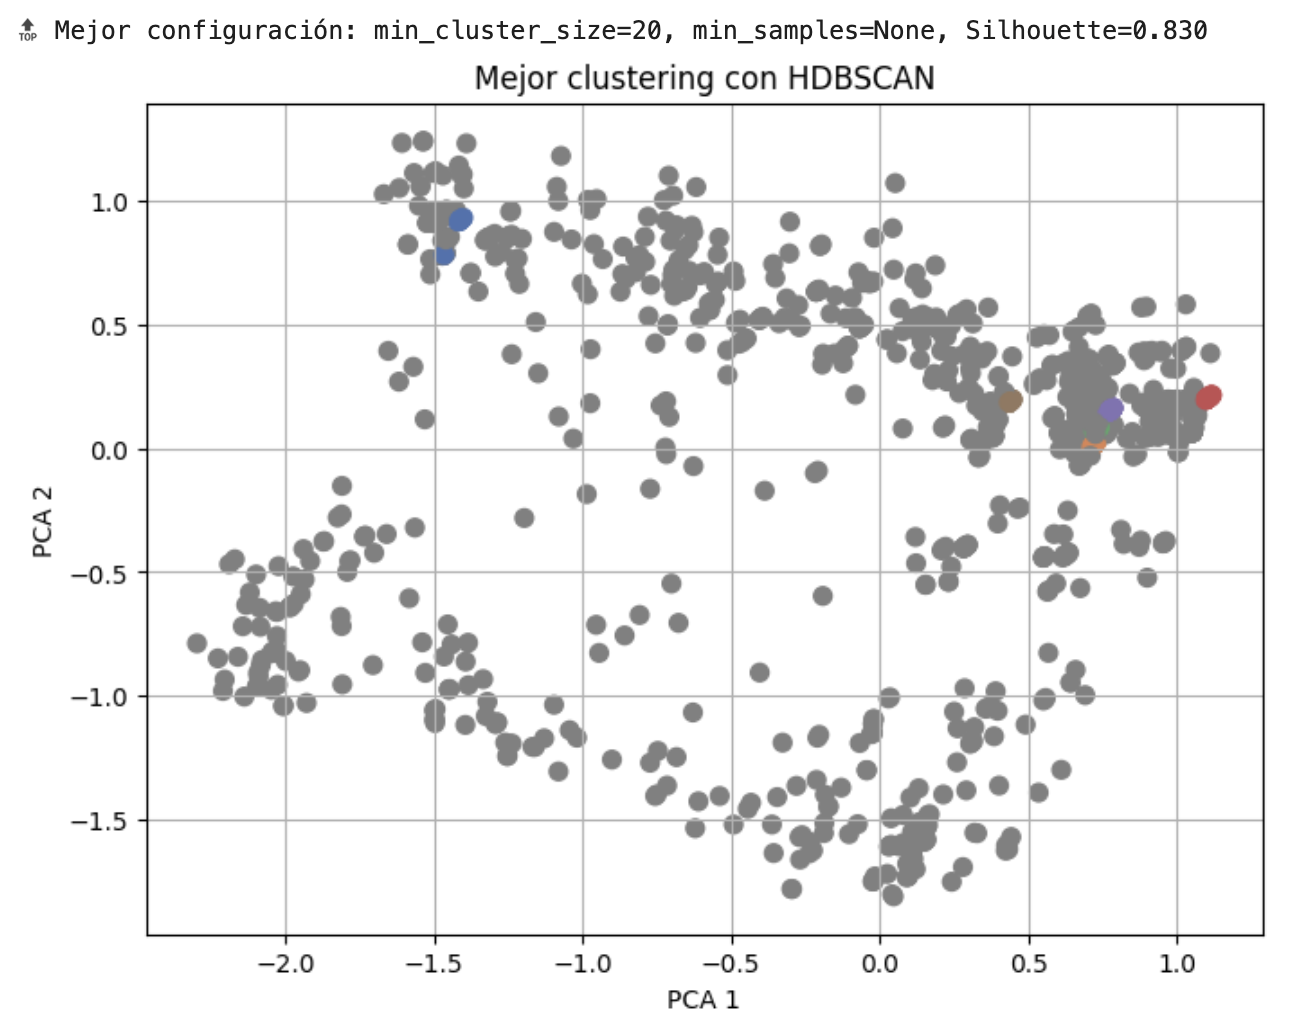 TOP
Mejor configuración: min_cluster_size=20, min_samples=None, Silhouette=0.830
Mejor clustering con HDBSCAN
1.0
0.5
0.0
−0.5
−1.0
−1.5
PCA 2
−2.0 −1.5 −1.0 −0.5 0.0 0.5 1.0
PCA 1